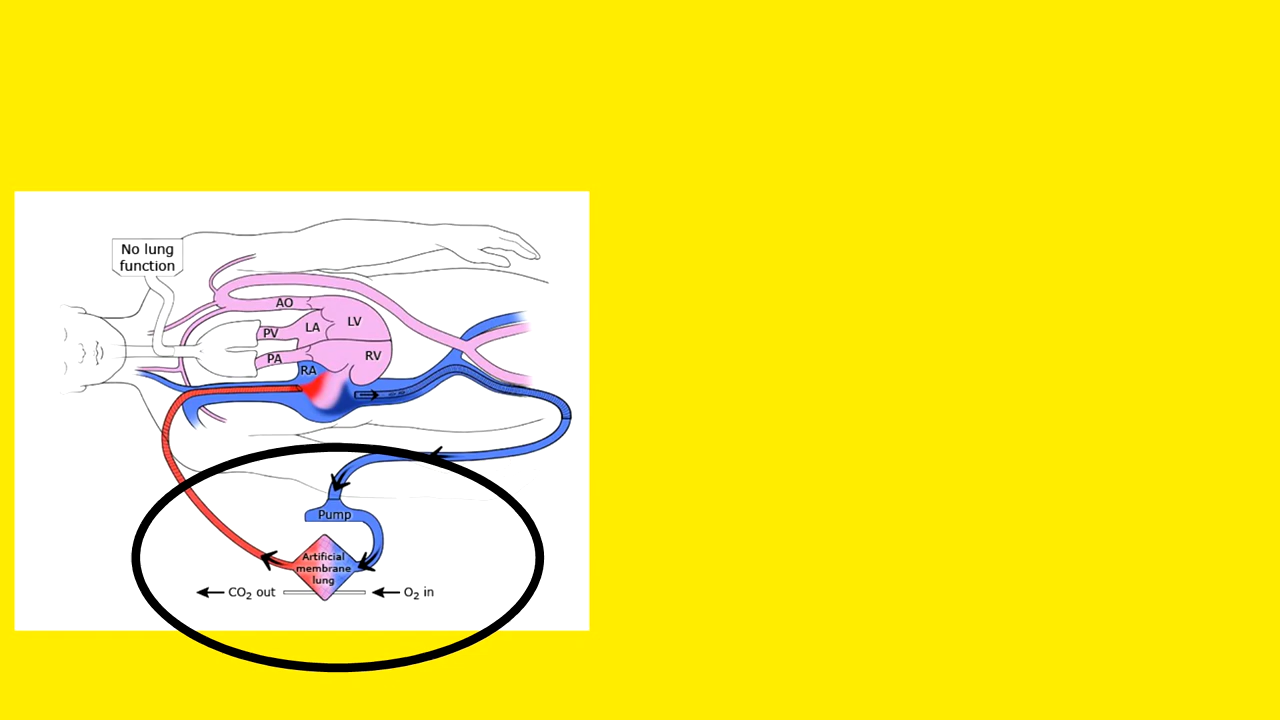 No lung
function
AO
LV
LA
PV
PA
RV
RA
Pump
Artificial
membrane
lung
CO₂ out
O₂ in